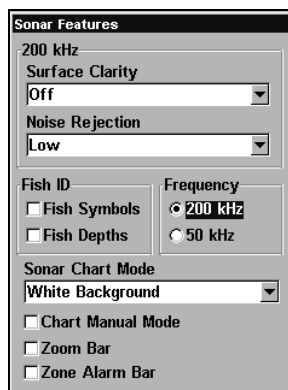 Sonar Features
200 kHz
Surface Clarity
Off
Noise Rejection
Low
Fish ID
Frequency
Fish Symbols
200 kHz
Fish Depths
50 kHz
Sonar Chart Mode
White Background
Chart Manual Mode
Zoom Bar
Zone Alarm Bar